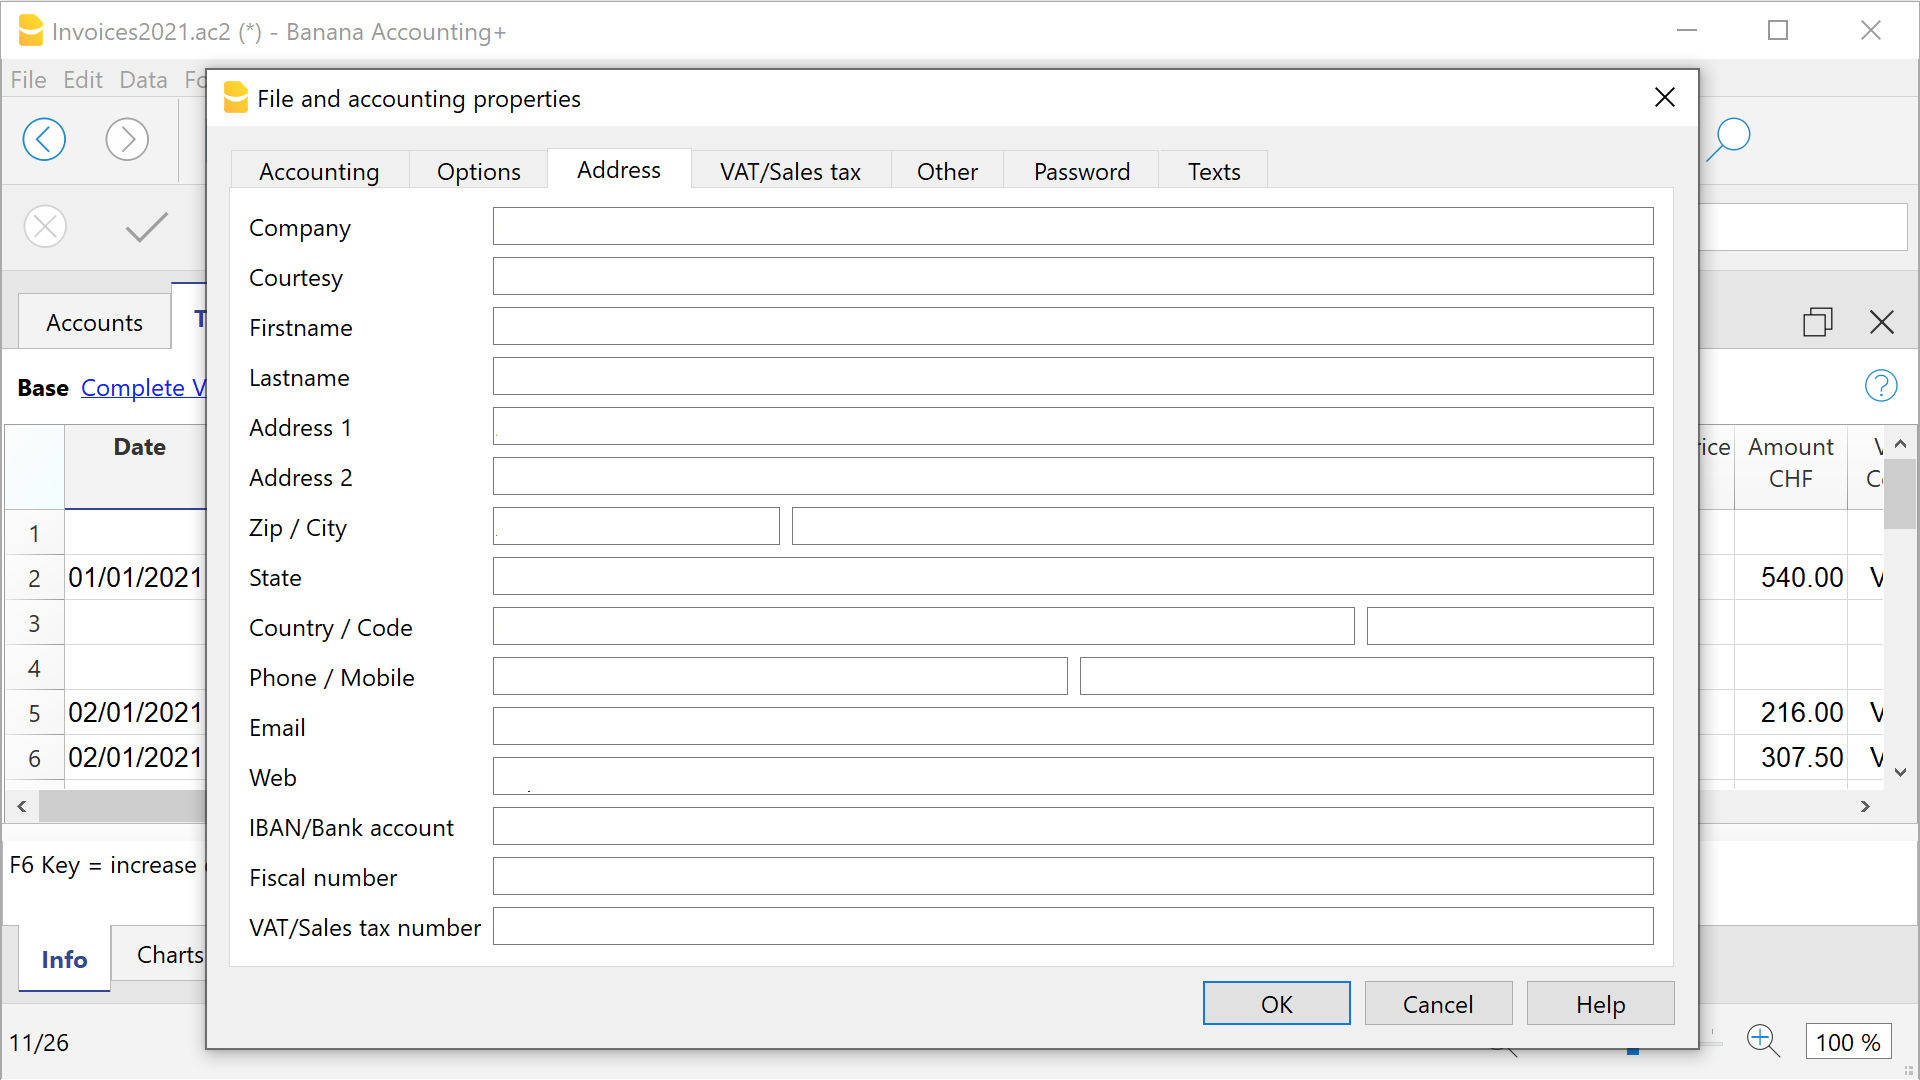 Invoices2021.ac2 (*) - Banana Accounting+
File Edit Data
File and accounting properties
Accounting Options Address VAT/Sales tax Other Password Texts
Company
Courtesy
Firstname
Lastname
Address 1
Address 2
Zip / City
State
Country / Code
Phone / Mobile
Email
Web
IBAN/Bank account
Fiscal number
VAT/Sales tax number
OK Cancel Help
Accounts
Base Complete
Date Amount
CHF
1
2 01/01/2021 540.00
3
4
5 02/01/2021 216.00
6 02/01/2021 307.50
F6 Key = increase
Info Charts
11/26 100 %